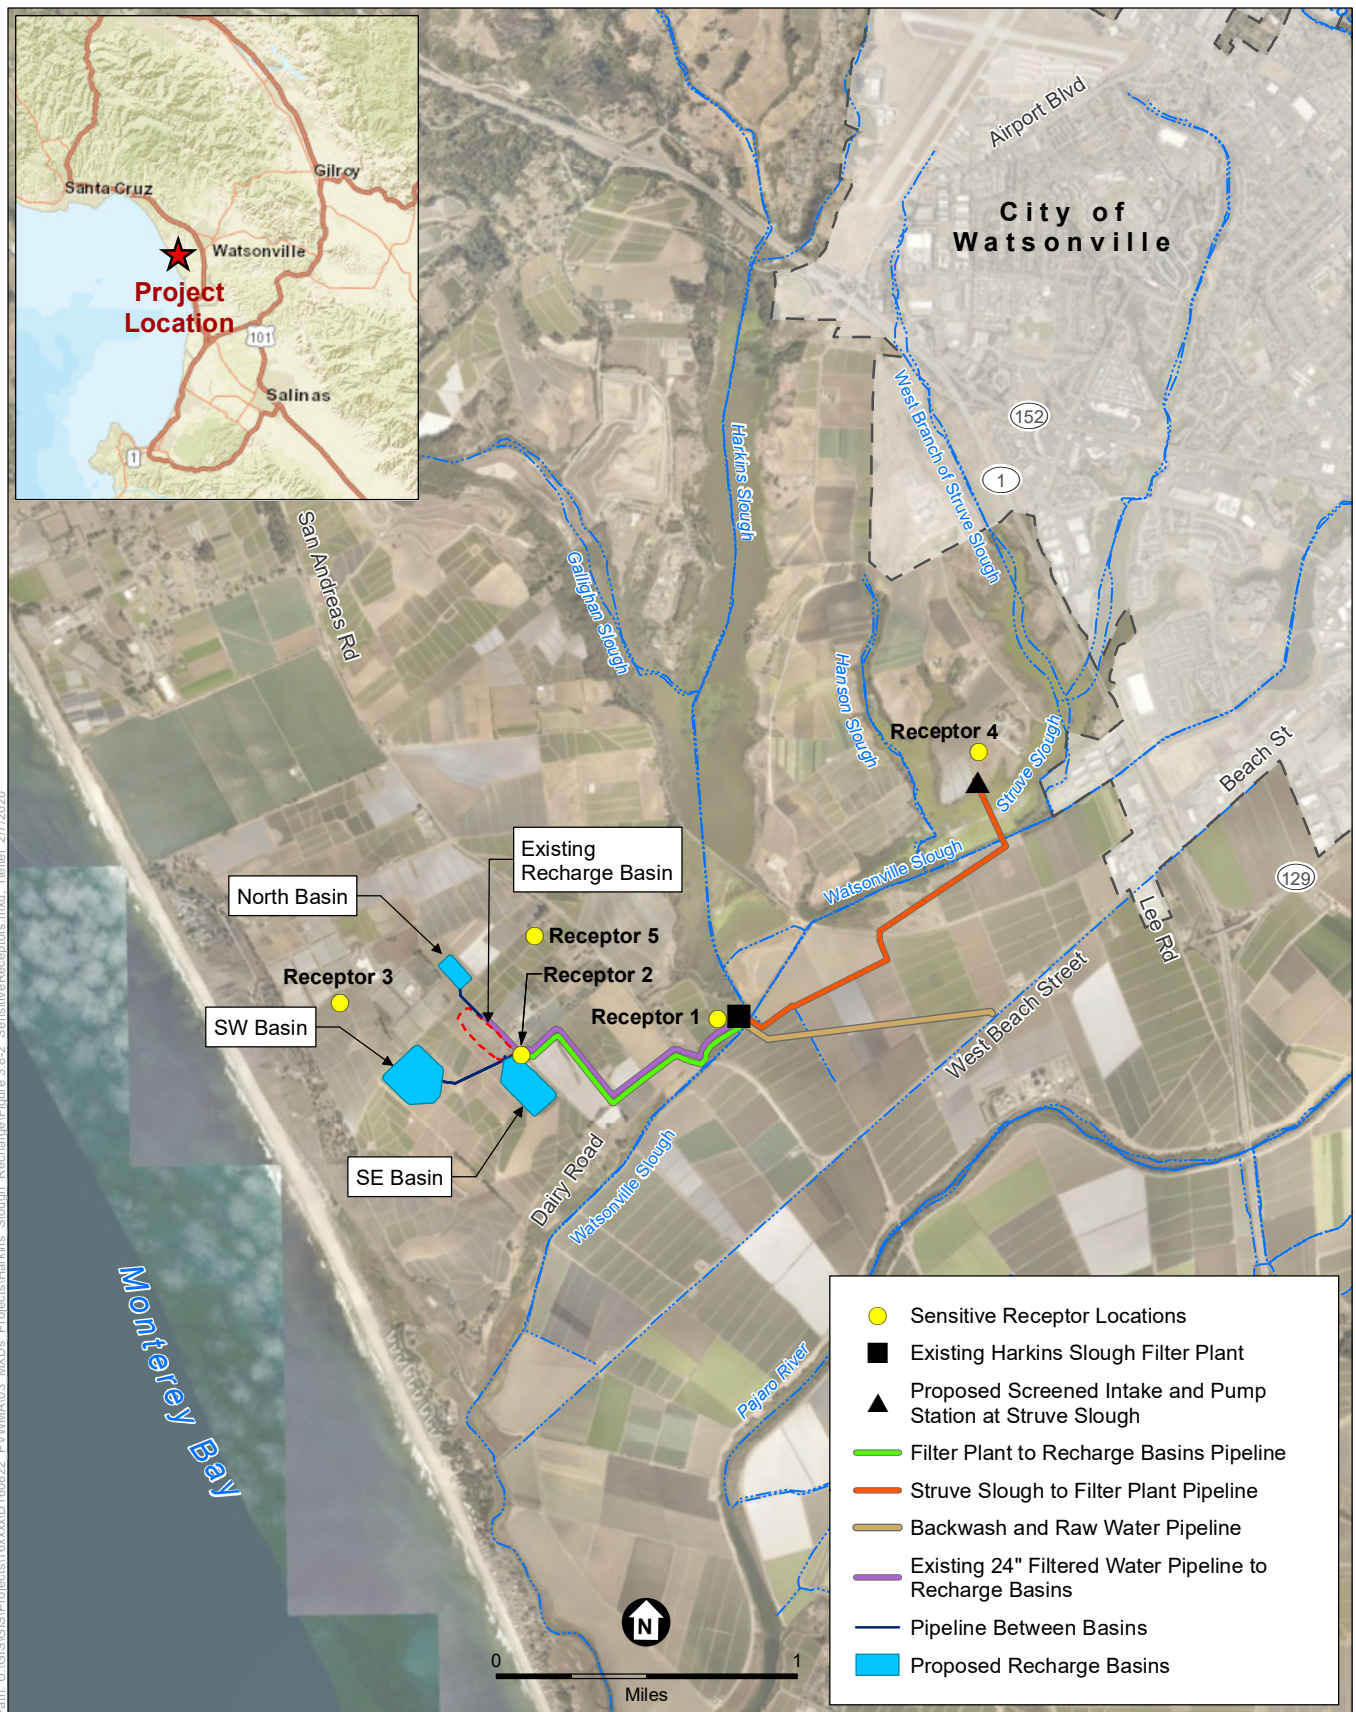 Santa Cruz
Gilroy
Watsonville
Project
Location
101
Salinas
1
Airport Blvd
City of
Watsonville
152
1
West Branch of Struve Slough
Harkins Slough
San Andreas Rd
Gallighan Slough
Hanson Slough
Receptor 4
Struve Slough
Beach St
Existing
Recharge Basin
Watsonville Slough
129
North Basin
Lee Rd
Receptor 5
Receptor 3
Receptor 2
SW Basin
Receptor 1
West Beach Street
SE Basin
Dairy Road
Watsonville Slough
Monterey Bay
Pajaro River
Sensitive Receptor Locations
Existing Harkins Slough Filter Plant
Proposed Screened Intake and Pump
Station at Struve Slough
Filter Plant to Recharge Basins Pipeline
Struve Slough to Filter Plant Pipeline
Backwash and Raw Water Pipeline
Existing 24" Filtered Water Pipeline to
Recharge Basins
Pipeline Between Basins
Proposed Recharge Basins
N
0 1
Miles